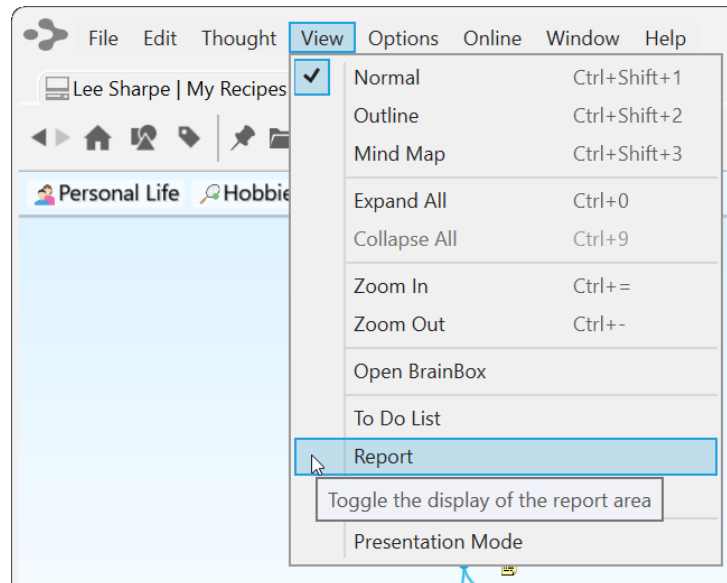 File Edit Thought View Options Online Window Help
Lee Sharpe | My Recipes
Personal Life Hobbie
Normal Ctrl+Shift+1
Outline Ctrl+Shift+2
Mind Map Ctrl+Shift+3
Expand All Ctrl+0
Collapse All Ctrl+9
Zoom In Ctrl+=
Zoom Out Ctrl+-
Open BrainBox
To Do List
Report
Toggle the display of the report area
Presentation Mode